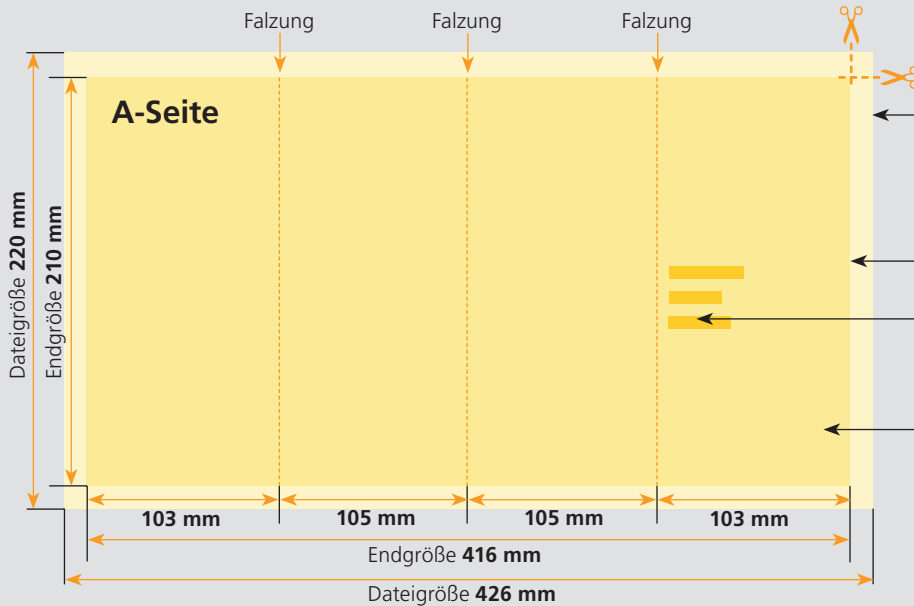 Falzung Falzung Falzung
A-Seite
Dateigröße 220 mm
Endgröße 210 mm
103 mm 105 mm 105 mm 103 mm
Endgröße 416 mm
Dateigröße 426 mm